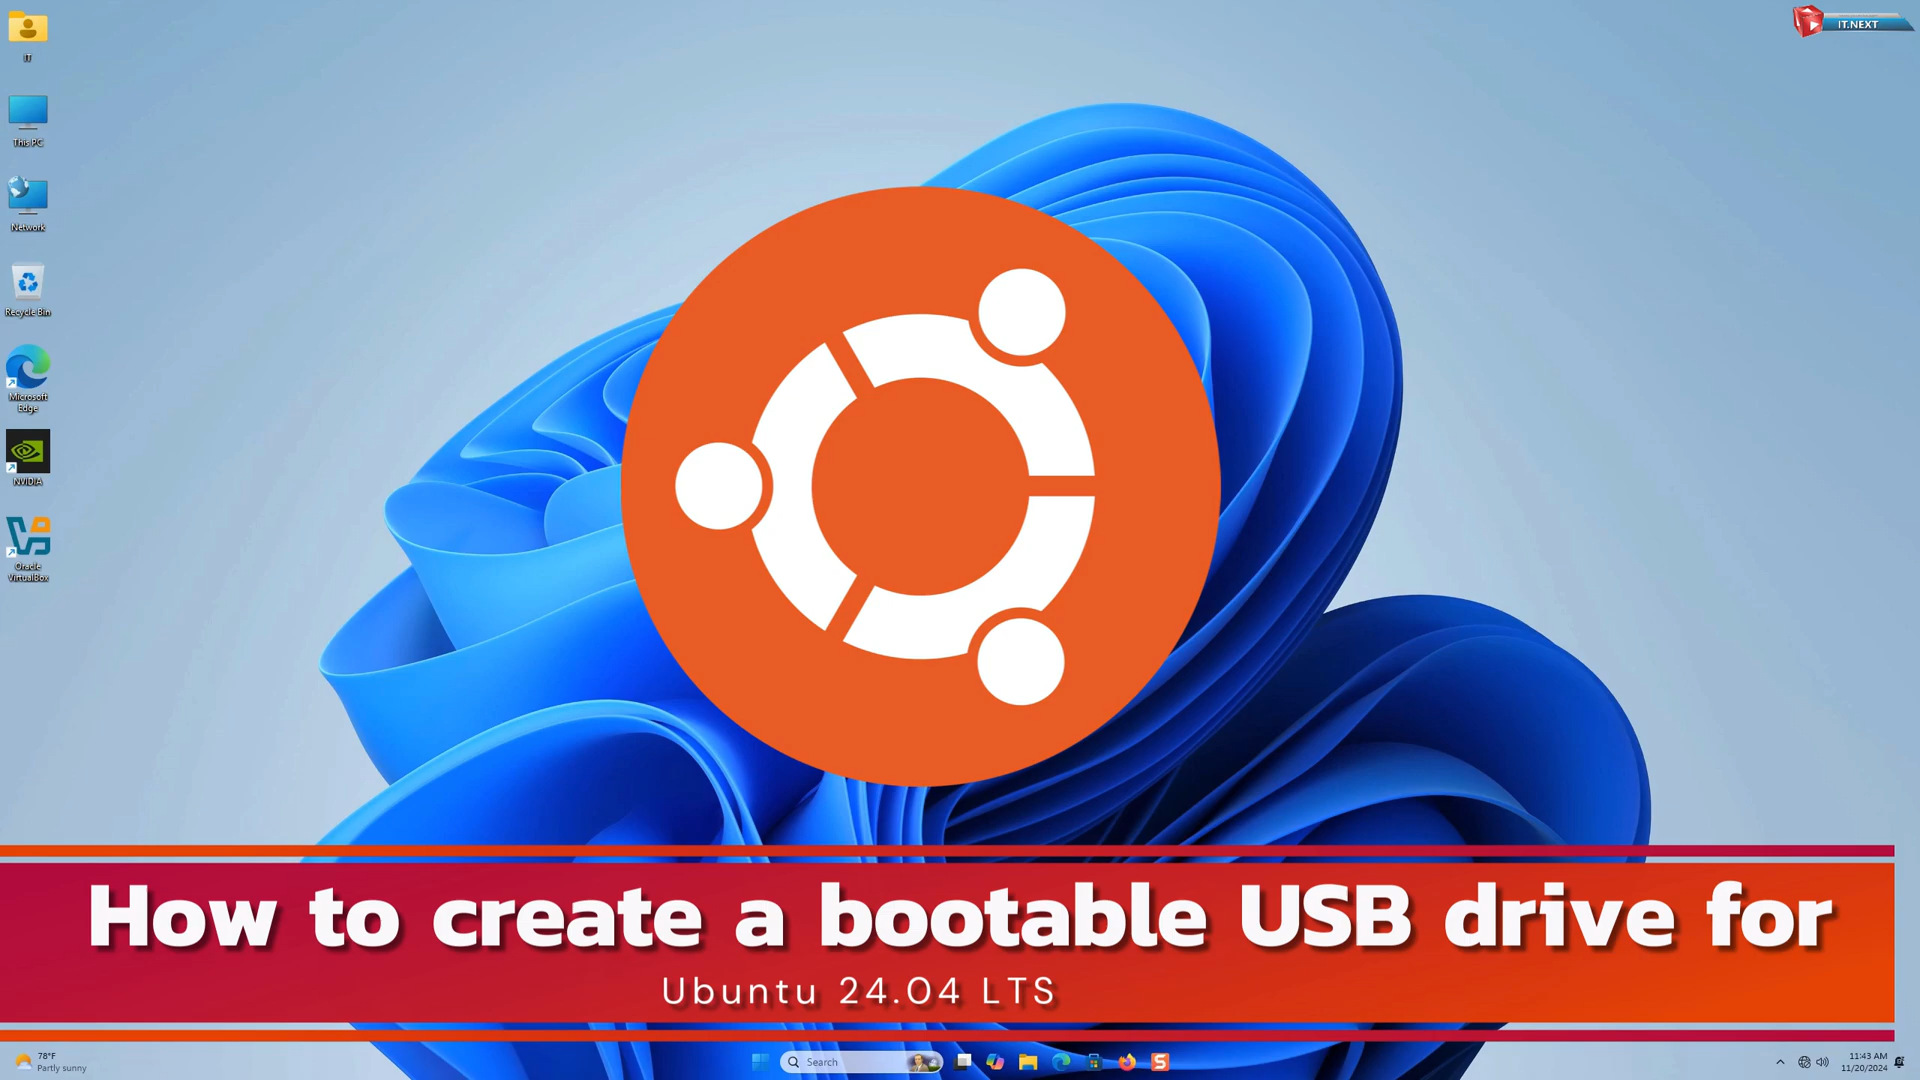 IT
This PC
Network
Recycle Bin
Microsoft
Edge
NVIDIA
Oracle
VirtualBox
IT.NEXT
How to create a bootable USB drive for
Ubuntu 24.04 LTS
78°F
Partly sunny
Search
S
11:43 AM
11/20/2024